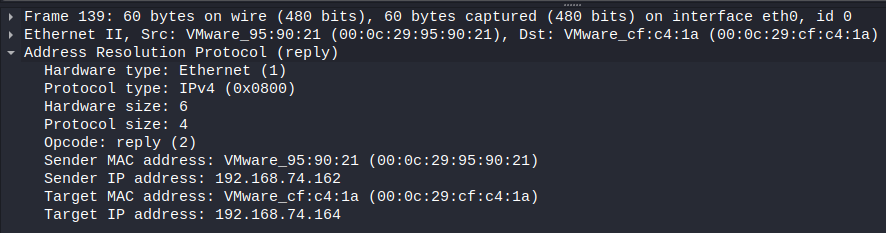 Frame 139: 60 bytes on wire (480 bits), 60 bytes captured (480 bits) on interface eth0, id 0
Ethernet II, Src: VMware_95:90:21 (00:0c:29:95:90:21), Dst: VMware_cf:c4:1a (00:0c:29:cf:c4:1a)
Address Resolution Protocol (reply)
Hardware type: Ethernet (1)
Protocol type: IPv4 (0x0800)
Hardware size: 6
Protocol size: 4
Opcode: reply (2)
Sender MAC address: VMware_95:90:21 (00:0c:29:95:90:21)
Sender IP address: 192.168.74.162
Target MAC address: VMware_cf:c4:1a (00:0c:29:cf:c4:1a)
Target IP address: 192.168.74.164